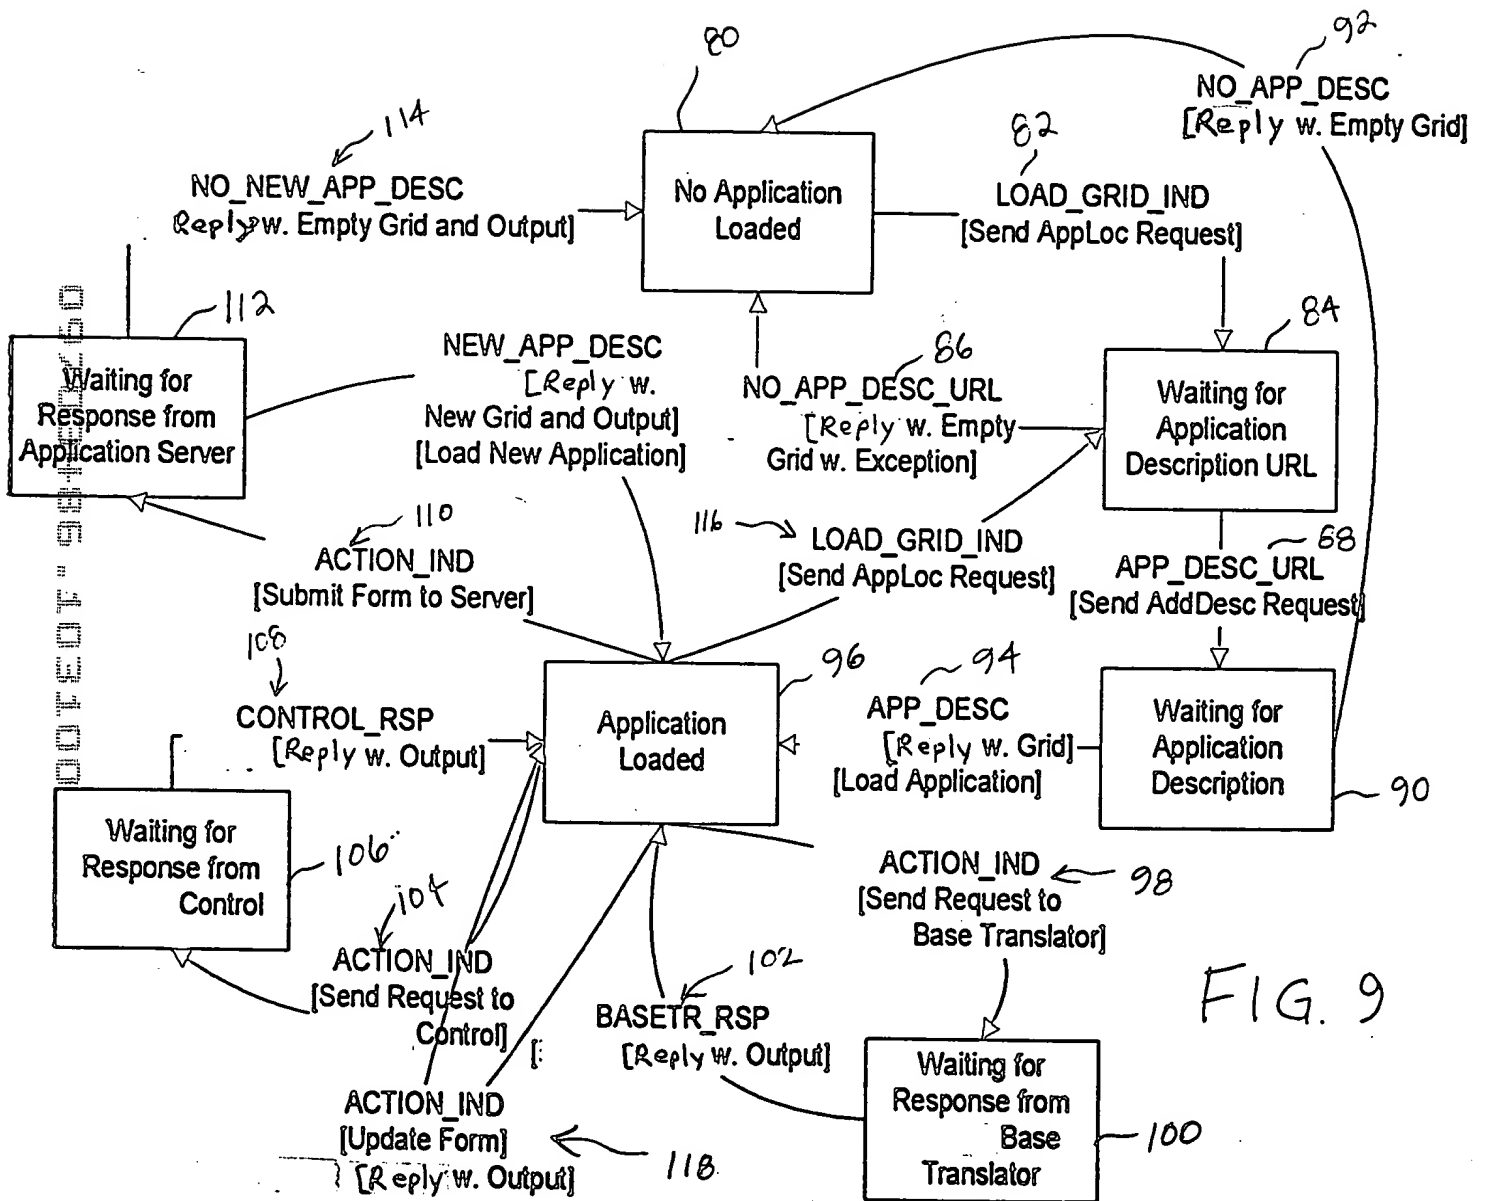 80
92
NO_APP_DESC
[Reply w. Empty Grid]
114
NO_NEW_APP_DESC
Reply w. Empty Grid and Output]
No Application
Loaded
82
LOAD_GRID_IND
[Send AppLoc Request]
112
Waiting for
Response from
Application Server
NEW_APP_DESC
[Reply w.
New Grid and Output]
[Load New Application]
86
NO_APP_DESC_URL
[Reply w. Empty
Grid w. Exception]
84
Waiting for
Application
Description URL
110
ACTION_IND
[Submit Form to Server]
116
LOAD_GRID_IND
[Send AppLoc Request]
88
APP_DESC_URL
[Send AddDesc Request]
108
CONTROL_RSP
[Reply w. Output]
96
Application
Loaded
94
APP_DESC
[Reply w. Grid]
[Load Application]
Waiting for
Application
Description
90
Waiting for
Response from
Control
106
104
ACTION_IND
[Send Request to
Control]
[
ACTION_IND
[Send Request to
Base Translator]
98
102
BASETR_RSP
[Reply w. Output]
FIG. 9
ACTION_IND
[Update Form]
[Reply w. Output]
118
Waiting for
Response from
Base
Translator
100